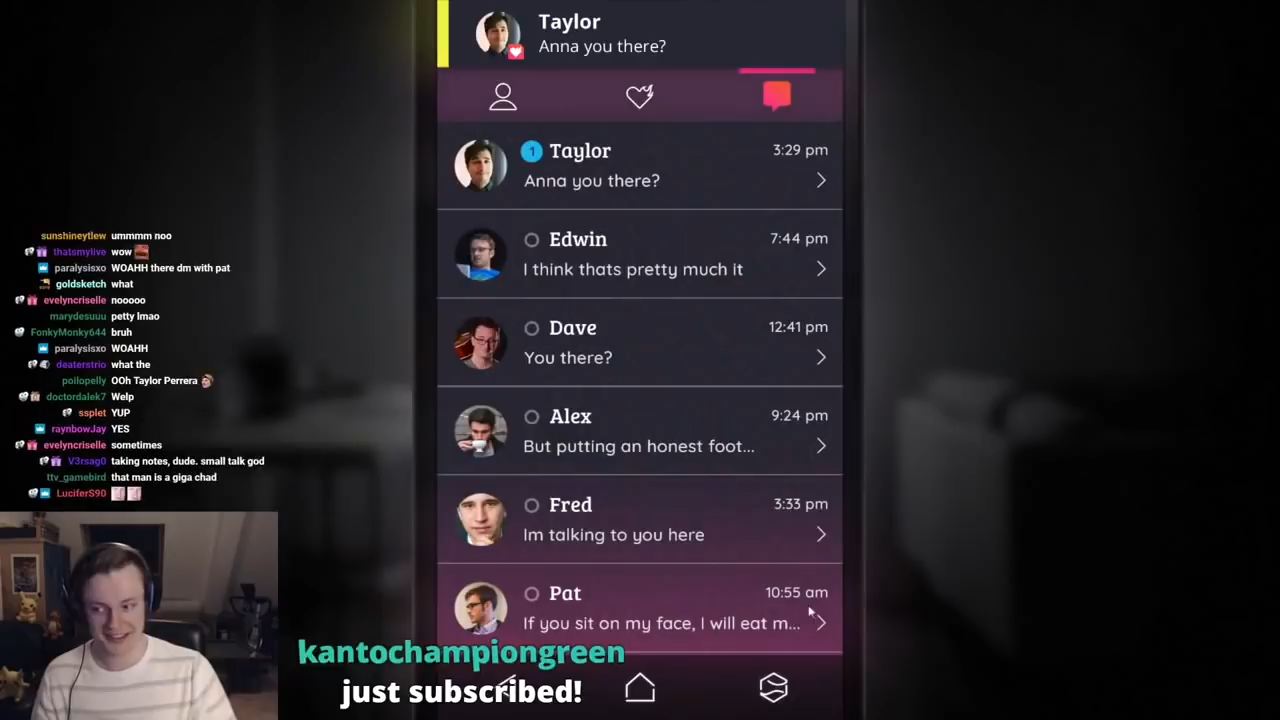 Taylor
Anna you there?
1 Taylor 3:29 pm
Anna you there?
Edwin 7:44 pm
I think thats pretty much it
Dave 12:41 pm
You there?
Alex 9:24 pm
But putting an honest foot...
Fred 3:33 pm
Im talking to you here
Pat 10:55 am
If you sit on my face, I will eat m...
sunshineytlew ummmm noo
thatsmylive wow
paralysisxo WOAHH there dm with pat
goldsketch what
evelyncriselle nooooo
marydesuuu petty lmao
FonkyMonky644 bruh
paralysisxo WOAHH
deaterstrio what the
poilopelly OOh Taylor Perrera
doctordalek7 Welp
ssplet YUP
raynbowJay YES
evelyncriselle sometimes
V3rsag0 taking notes, dude. small talk god
ttv_gamebird that man is a giga chad
LuciferS90
kantochampiongreen
just subscribed!